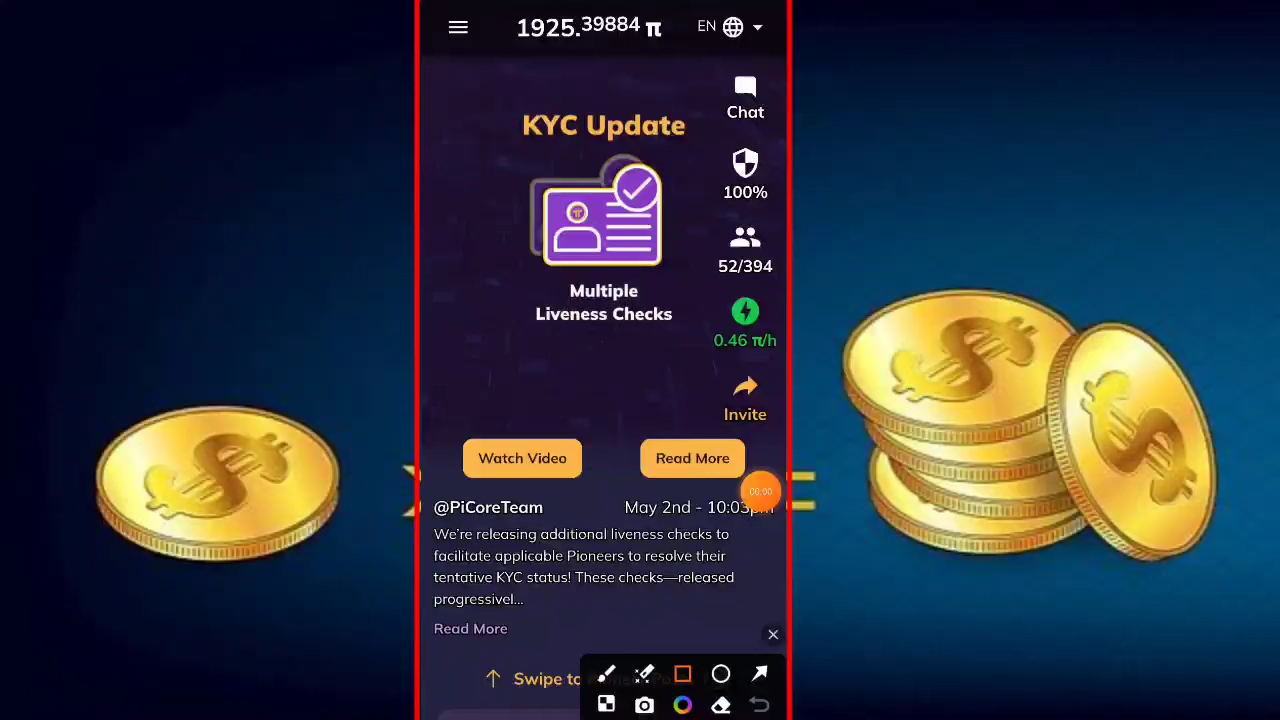 1925.39884 π
EN
KYC Update
Chat
100%
52/394
Multiple
Liveness Checks
0.46 π/h
Invite
Watch Video
Read More
00:00
@PiCoreTeam
May 2nd - 10:03pm
We’re releasing additional liveness checks to
facilitate applicable Pioneers to resolve their
tentative KYC status! These checks—released
progressivel...
Read More
Swipe to